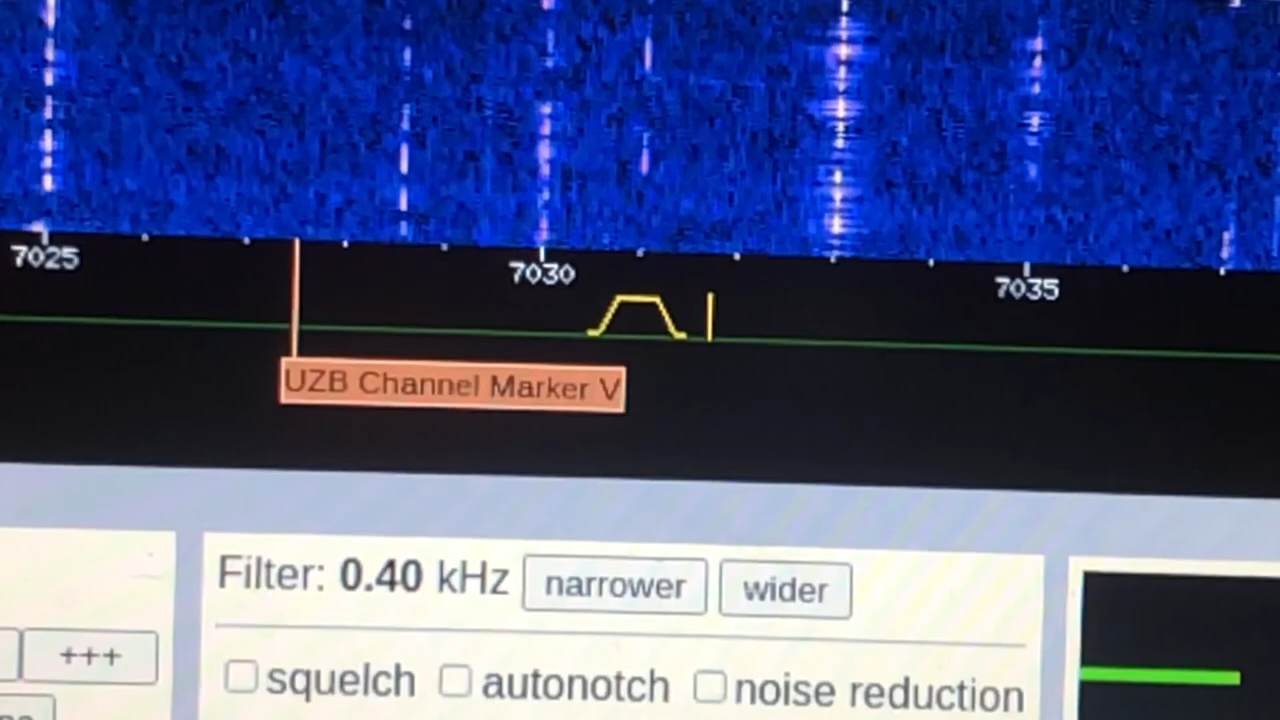 7025
7030
7035
UZB Channel Marker V
Filter: 0.40 kHz narrower wider
+++
squelch autonotch noise reduction